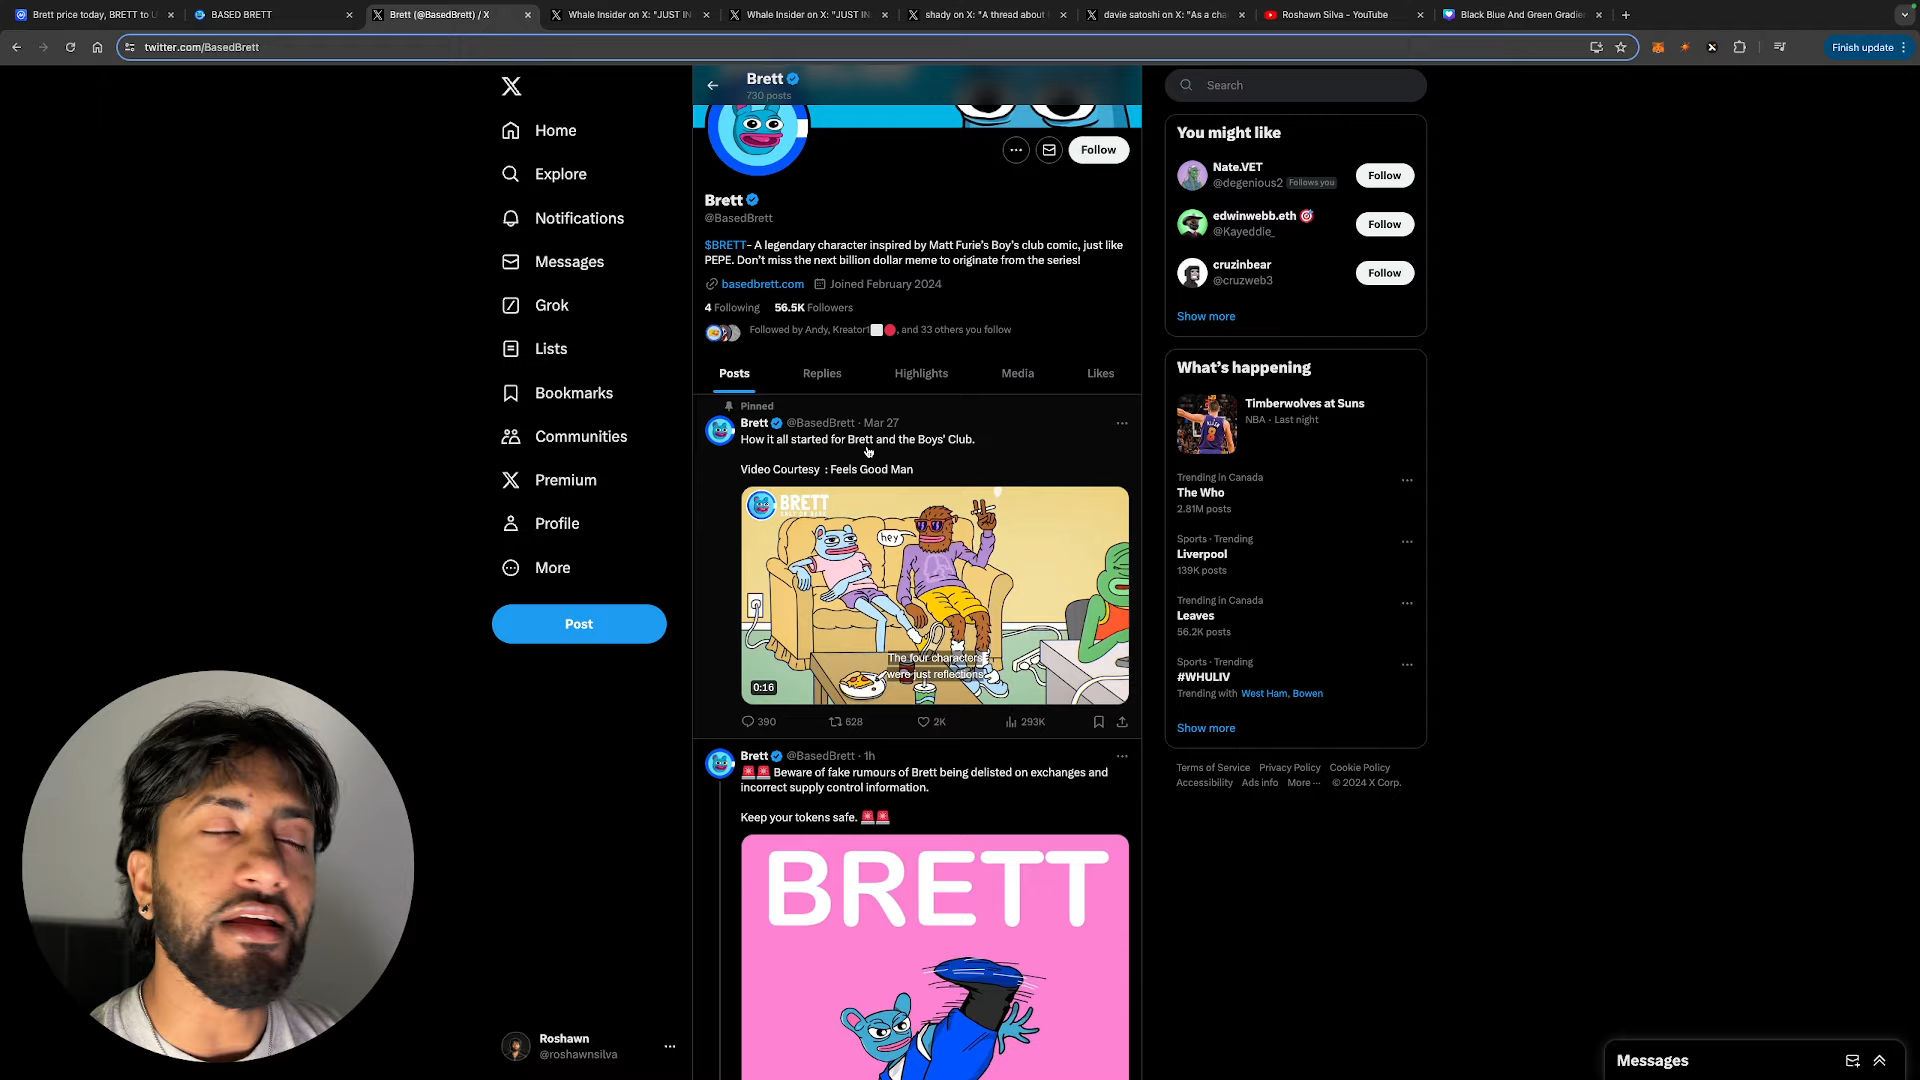 Brett price today, BRETT to U
BASED BRETT
Brett (@BasedBrett) / X
Whale Insider on X: "JUST IN
Whale Insider on X: "JUST IN
shady on X: "A thread about
davie satoshi on X: "As a cha
Roshawn Silva - YouTube
Black Blue And Green Gradie
twitter.com/BasedBrett
Finish update
Brett
730 posts
Search
Home
Explore
Notifications
Messages
Grok
Lists
Bookmarks
Communities
Premium
Profile
More
Post
Roshawn
@roshawnsilva
Follow
Brett
@BasedBrett
$BRETT- A legendary character inspired by Matt Furie's Boy's club comic, just like
PEPE. Don't miss the next billion dollar meme to originate from the series!
basedbrett.com Joined February 2024
4 Following 56.5K Followers
Followed by Andy, Kreator1, and 33 others you follow
Posts Replies Highlights Media Likes
Pinned
Brett @BasedBrett · Mar 27
How it all started for Brett and the Boys' Club.
Video Courtesy : Feels Good Man
BRETT
hey
The four characters
were just reflections
0:16
390 628 2K 293K
Brett @BasedBrett · 1h
🚨🚨 Beware of fake rumours of Brett being delisted on exchanges and
incorrect supply control information.
Keep your tokens safe. 🚨🚨
BRETT
You might like
Nate.VET
@degenious2 Follows you
Follow
edwinwebb.eth 🎯
@Kayeddie_
Follow
cruzinbear
@cruzweb3
Follow
Show more
What's happening
Timberwolves at Suns
NBA · Last night
Trending in Canada
The Who
2.81M posts
Sports · Trending
Liverpool
139K posts
Trending in Canada
Leaves
56.2K posts
Sports · Trending
#WHULIV
Trending with West Ham, Bowen
Show more
Terms of Service Privacy Policy Cookie Policy
Accessibility Ads info More ··· © 2024 X Corp.
Messages